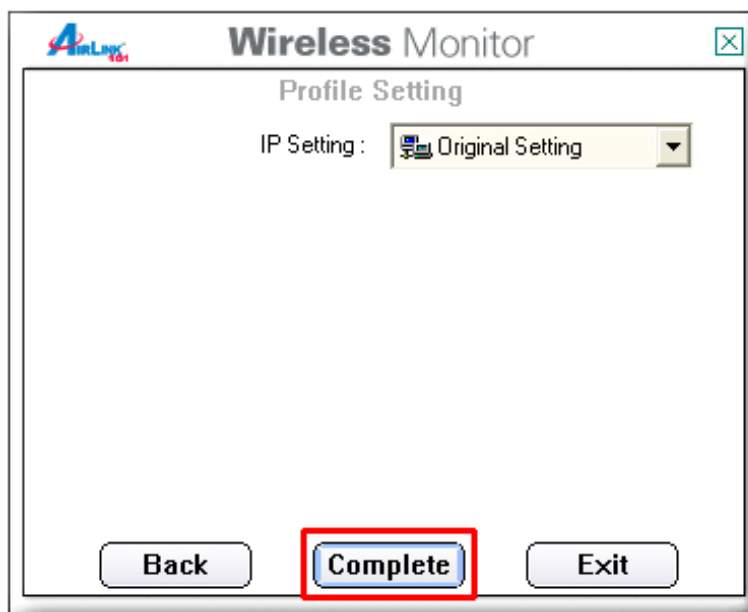 AIRLINK 101
Wireless Monitor
Profile Setting
IP Setting : Original Setting
Back Complete Exit